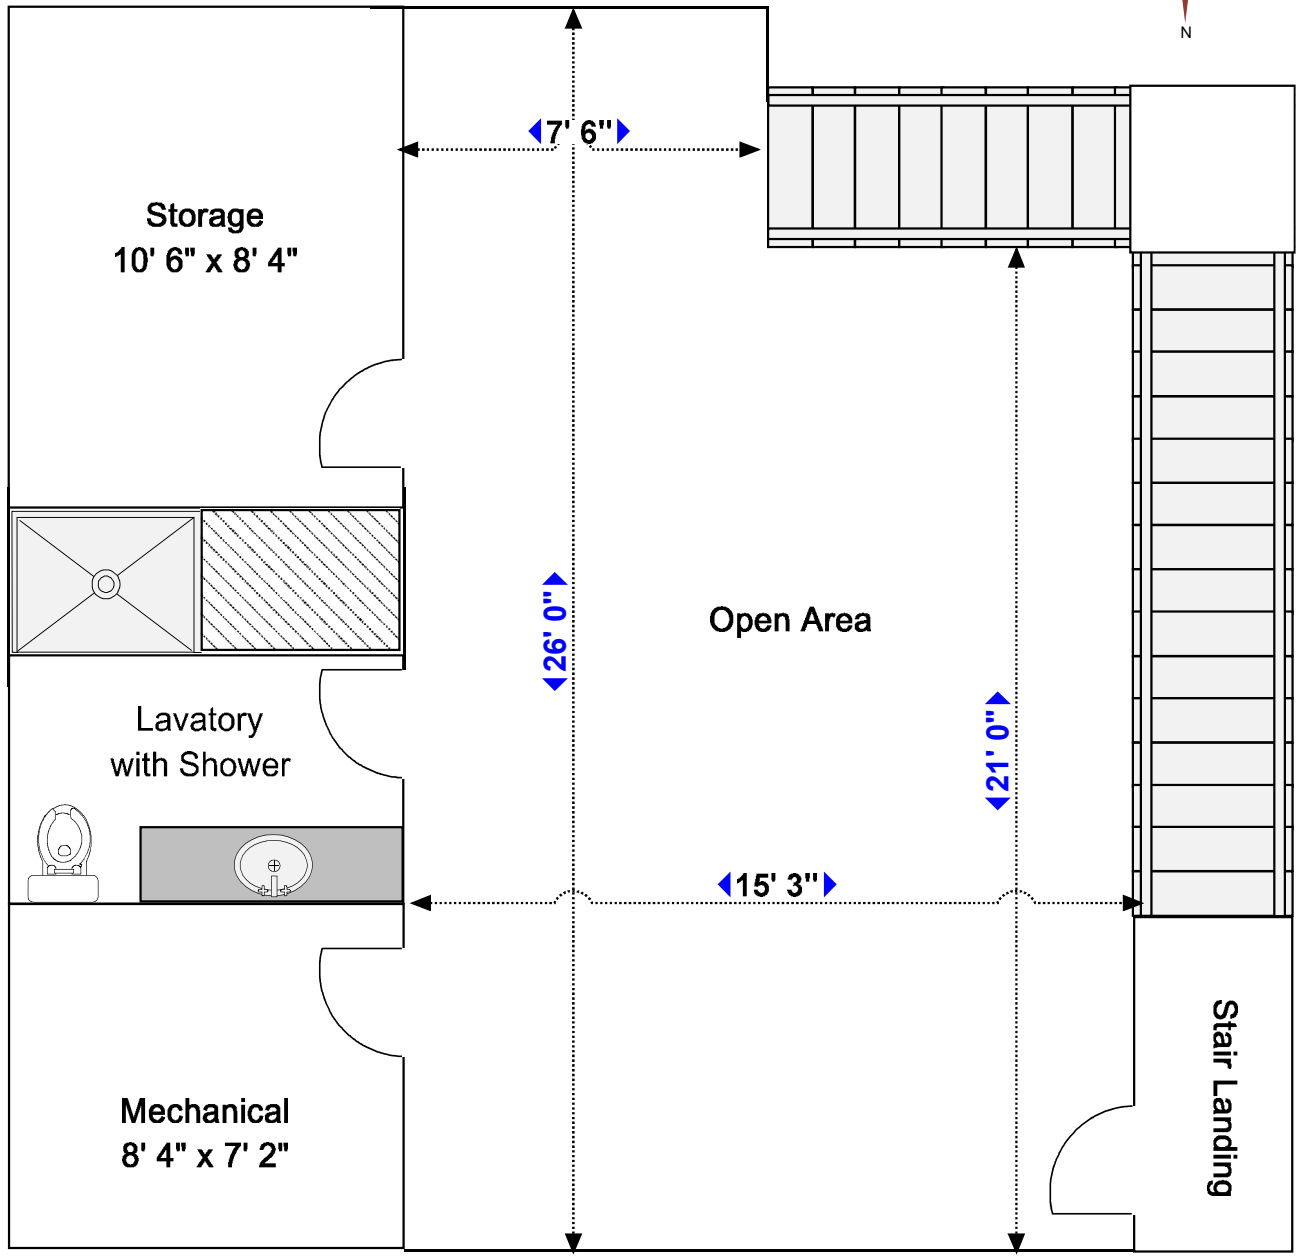 N
7' 6"
Storage
10' 6" x 8' 4"
26' 0"
Open Area
Lavatory
with Shower
21' 0"
15' 3"
Stair Landing
Mechanical
8' 4" x 7' 2"